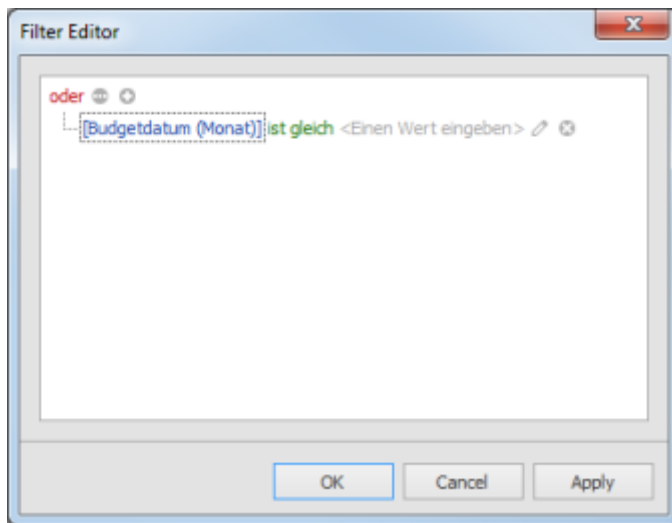 Filter Editor
oder
[Budgetdatum (Monat)] ist gleich <Einen Wert eingeben>
OK Cancel Apply